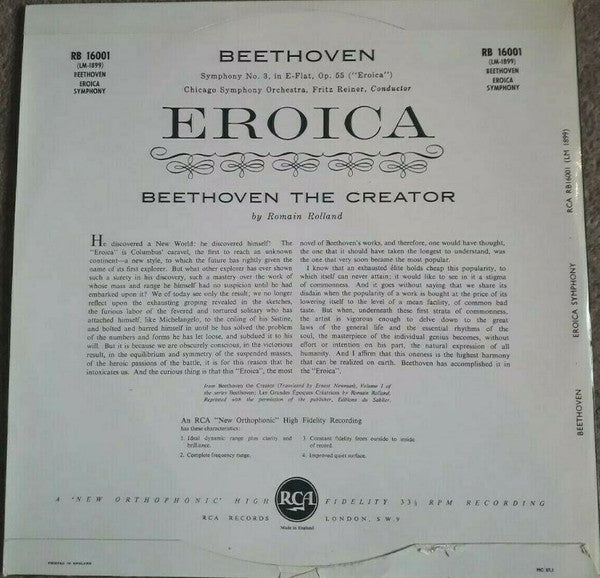 RB 16001
(LM-1899)
BEETHOVEN
EROICA
SYMPHONY
BEETHOVEN
Symphony No. 3, in E-Flat, Op. 55 ("Eroica")
Chicago Symphony Orchestra, Fritz Reiner, Conductor
RB 16001
(LM-1899)
BEETHOVEN
EROICA
SYMPHONY
EROICA
BEETHOVEN THE CREATOR
by Romain Rolland
He discovered a New World: he discovered himself! The
"Eroica" is Columbus' caravel, the first to reach an unknown
continent—a new style, to which the future has rightly given the
name of its first explorer. But what other explorer has ever shown
such a surety in his discovery, such a mastery over the work of
whose mass and range he himself had no suspicion until he had
embarked upon it? We of today see only the result; we no longer
reflect upon the exhausting groping revealed in the sketches,
the furious labor of the fevered and tortured solitary who has
attached himself, like Michelangelo, to the ceiling of his Sistine,
and bolted and barred himself in until he has solved the problem
of the numbers and forms he has let loose, and subdued it to his
will. But it is because we are obscurely conscious, in the victorious
result, in the equilibrium and symmetry of the suspended masses,
of the heroic passions of the battle, it is for this reason that he
intoxicates us. And the curious thing is that the "Eroica", the most
novel of Beethoven's works, and therefore, one would have thought,
the one that it should have taken the longest to understand, was
the one that very soon became the most popular.
I know that an exhausted élite holds cheap this popularity, to
which itself can never attain; it would like to see in it a stigma
of commonness. And it goes without saying that we share its
disdain when the popularity of a work is bought at the price of its
lowering itself to the level of a mean facility, of common bad
taste. But when, underneath these first strata of commonness,
the artist is vigorous enough to delve down to the great
laws of the general life and the essential rhythms of the
soul, the masterpiece of the individual genius becomes, without
effort or intention on his part, the natural expression of all
humanity. And I affirm that this oneness is the highest harmony
that can be realized on earth. Beethoven has accomplished it in
the "Eroica".
from Beethoven the Creator (Translated by Ernest Newman), Volume 1 of
the series Beethoven; Les Grandes Époques Créatrices by Romain Rolland.
Reprinted with the permission of the publisher, Editions du Sablier.
An RCA "New Orthophonic" High Fidelity Recording
has these characteristics:
1. Ideal dynamic range plus clarity and
brilliance.
2. Complete frequency range.
3 Constant fidelity from outside to inside
of record.
4. Improved quiet surface.
A 'NEW ORTHOPHONIC' HIGH RCA FIDELITY 33⅓ RPM RECORDING
RCA RECORDS LONDON, S.W.9
Made in England
PRINTED IN ENGLAND
BEETHOVEN EROICA SYMPHONY RCA RB16001 (LM 1899)